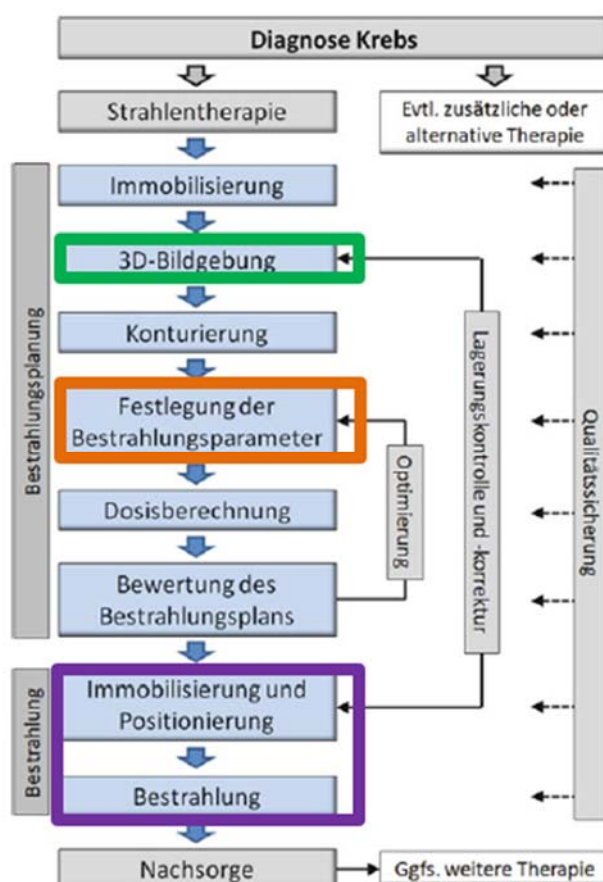 Diagnose Krebs
Strahlentherapie
Evtl. zusätzliche oder
alternative Therapie
Bestrahlungsplanung
Immobilisierung
3D-Bildgebung
Konturierung
Festlegung der
Bestrahlungsparameter
Dosisberechnung
Bewertung des
Bestrahlungsplans
Optimierung
Lagerungskontrolle und -korrektur
Qualitätssicherung
Bestrahlung
Immobilisierung und
Positionierung
Bestrahlung
Nachsorge
Ggfs. weitere Therapie